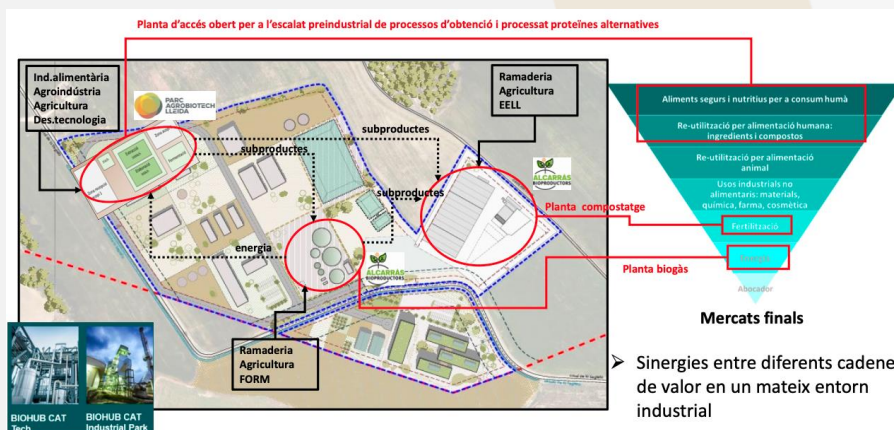 Planta d'accés obert per a l'escalat preindustrial de processos d'obtenció i processat proteïnes alternatives
Ind.alimentària
Agroindústria
Agricultura
Des.tecnologia
PARC
AGROBIOTECH
LLEIDA
Ramaderia
Agricultura
EELL
subproductes
subproductes
subproductes
energia
ALCARRÀS
BIOPRODUCTORS
ALCARRÀS
BIOPRODUCTORS
Planta compostatge
Planta biogàs
Ramaderia
Agricultura
FORM
Aliments segurs i nutritius per a consum humà
Re-utilització per alimentació humana:
ingredients i compostos
Re-utilització per alimentació
animal
Usos industrials no
alimentaris: materials,
química, farma, cosmètica
Fertilització
Energia
Abocador
Mercats finals
➢ Sinergies entre diferents cadene
de valor en un mateix entorn
industrial
BIOHUB CAT
Tech
BIOHUB CAT
Industrial Park